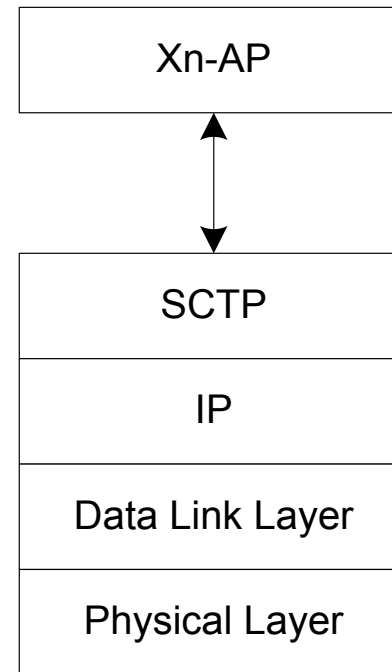 Xn-AP
SCTP
IP
Data Link Layer
Physical Layer